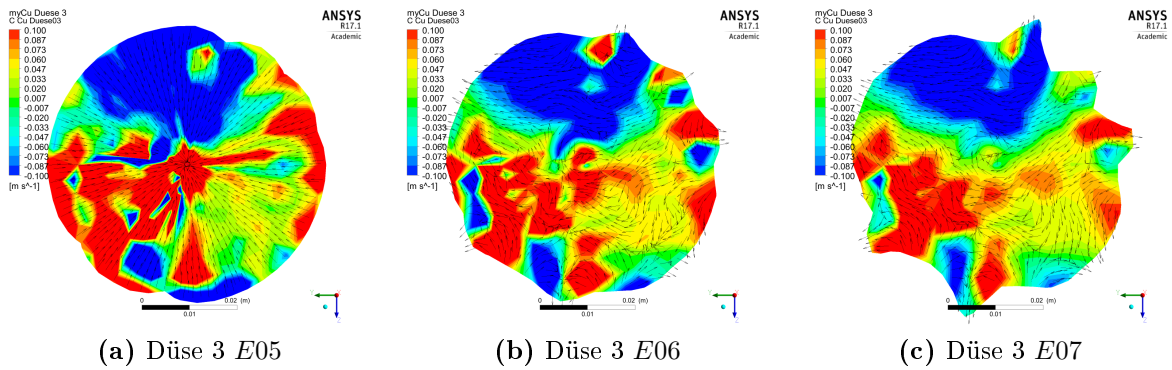 myCu Duese 3
C Cu Duese03
0.100
0.087
0.073
0.060
0.047
0.033
0.020
0.007
-0.007
-0.020
-0.033
-0.047
-0.060
-0.073
-0.087
-0.100
[m s^-1]
ANSYS
R17.1
Academic
0
0.02
(m)
0.01
Y
X
Z
(a) Düse 3 E05
myCu Duese 3
C Cu Duese03
0.100
0.087
0.073
0.060
0.047
0.033
0.020
0.007
-0.007
-0.020
-0.033
-0.047
-0.060
-0.073
-0.087
-0.100
[m s^-1]
ANSYS
R17.1
Academic
0
0.02
(m)
0.01
Y
X
Z
(b) Düse 3 E06
myCu Duese 3
C Cu Duese03
0.100
0.087
0.073
0.060
0.047
0.033
0.020
0.007
-0.007
-0.020
-0.033
-0.047
-0.060
-0.073
-0.087
-0.100
[m s^-1]
ANSYS
R17.1
Academic
0
0.02
(m)
0.01
Y
X
Z
(c) Düse 3 E07